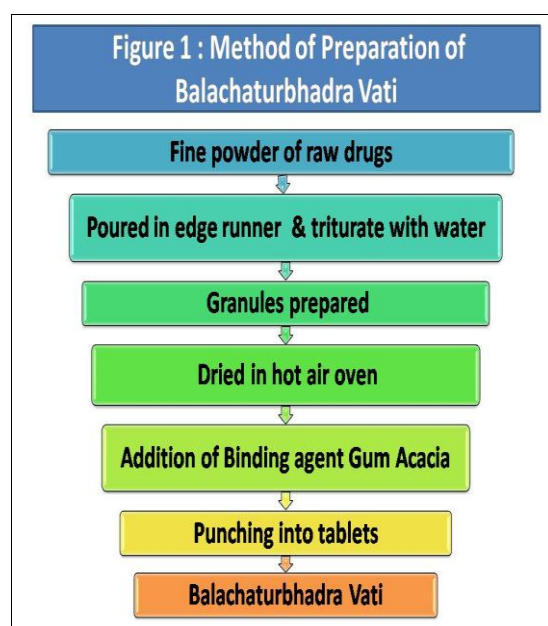 Figure 1 : Method of Preparation of
Balachaturbhadra Vati
Fine powder of raw drugs
Poured in edge runner & triturate with water
Granules prepared
Dried in hot air oven
Addition of Binding agent Gum Acacia
Punching into tablets
Balachaturbhadra Vati